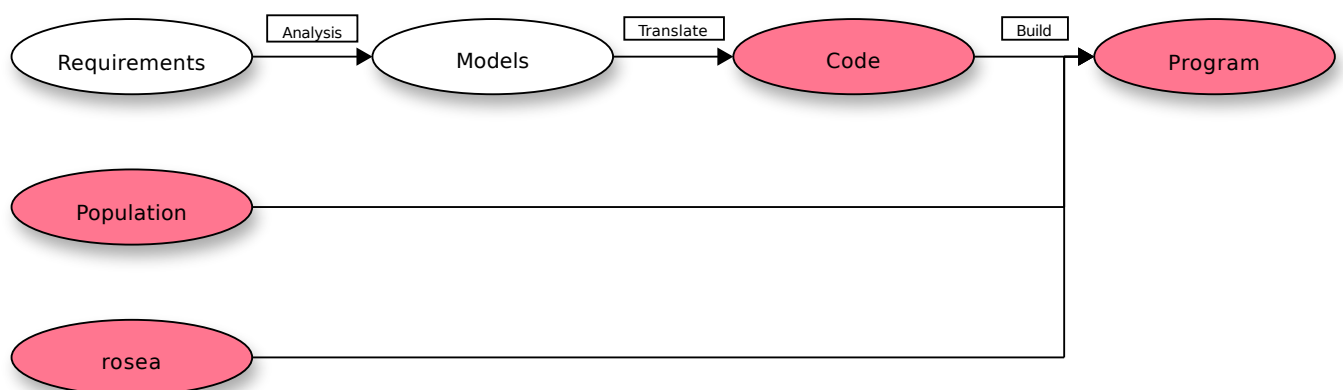 Requirements
Analysis
Models
Translate
Code
Build
Program
Population
rosea